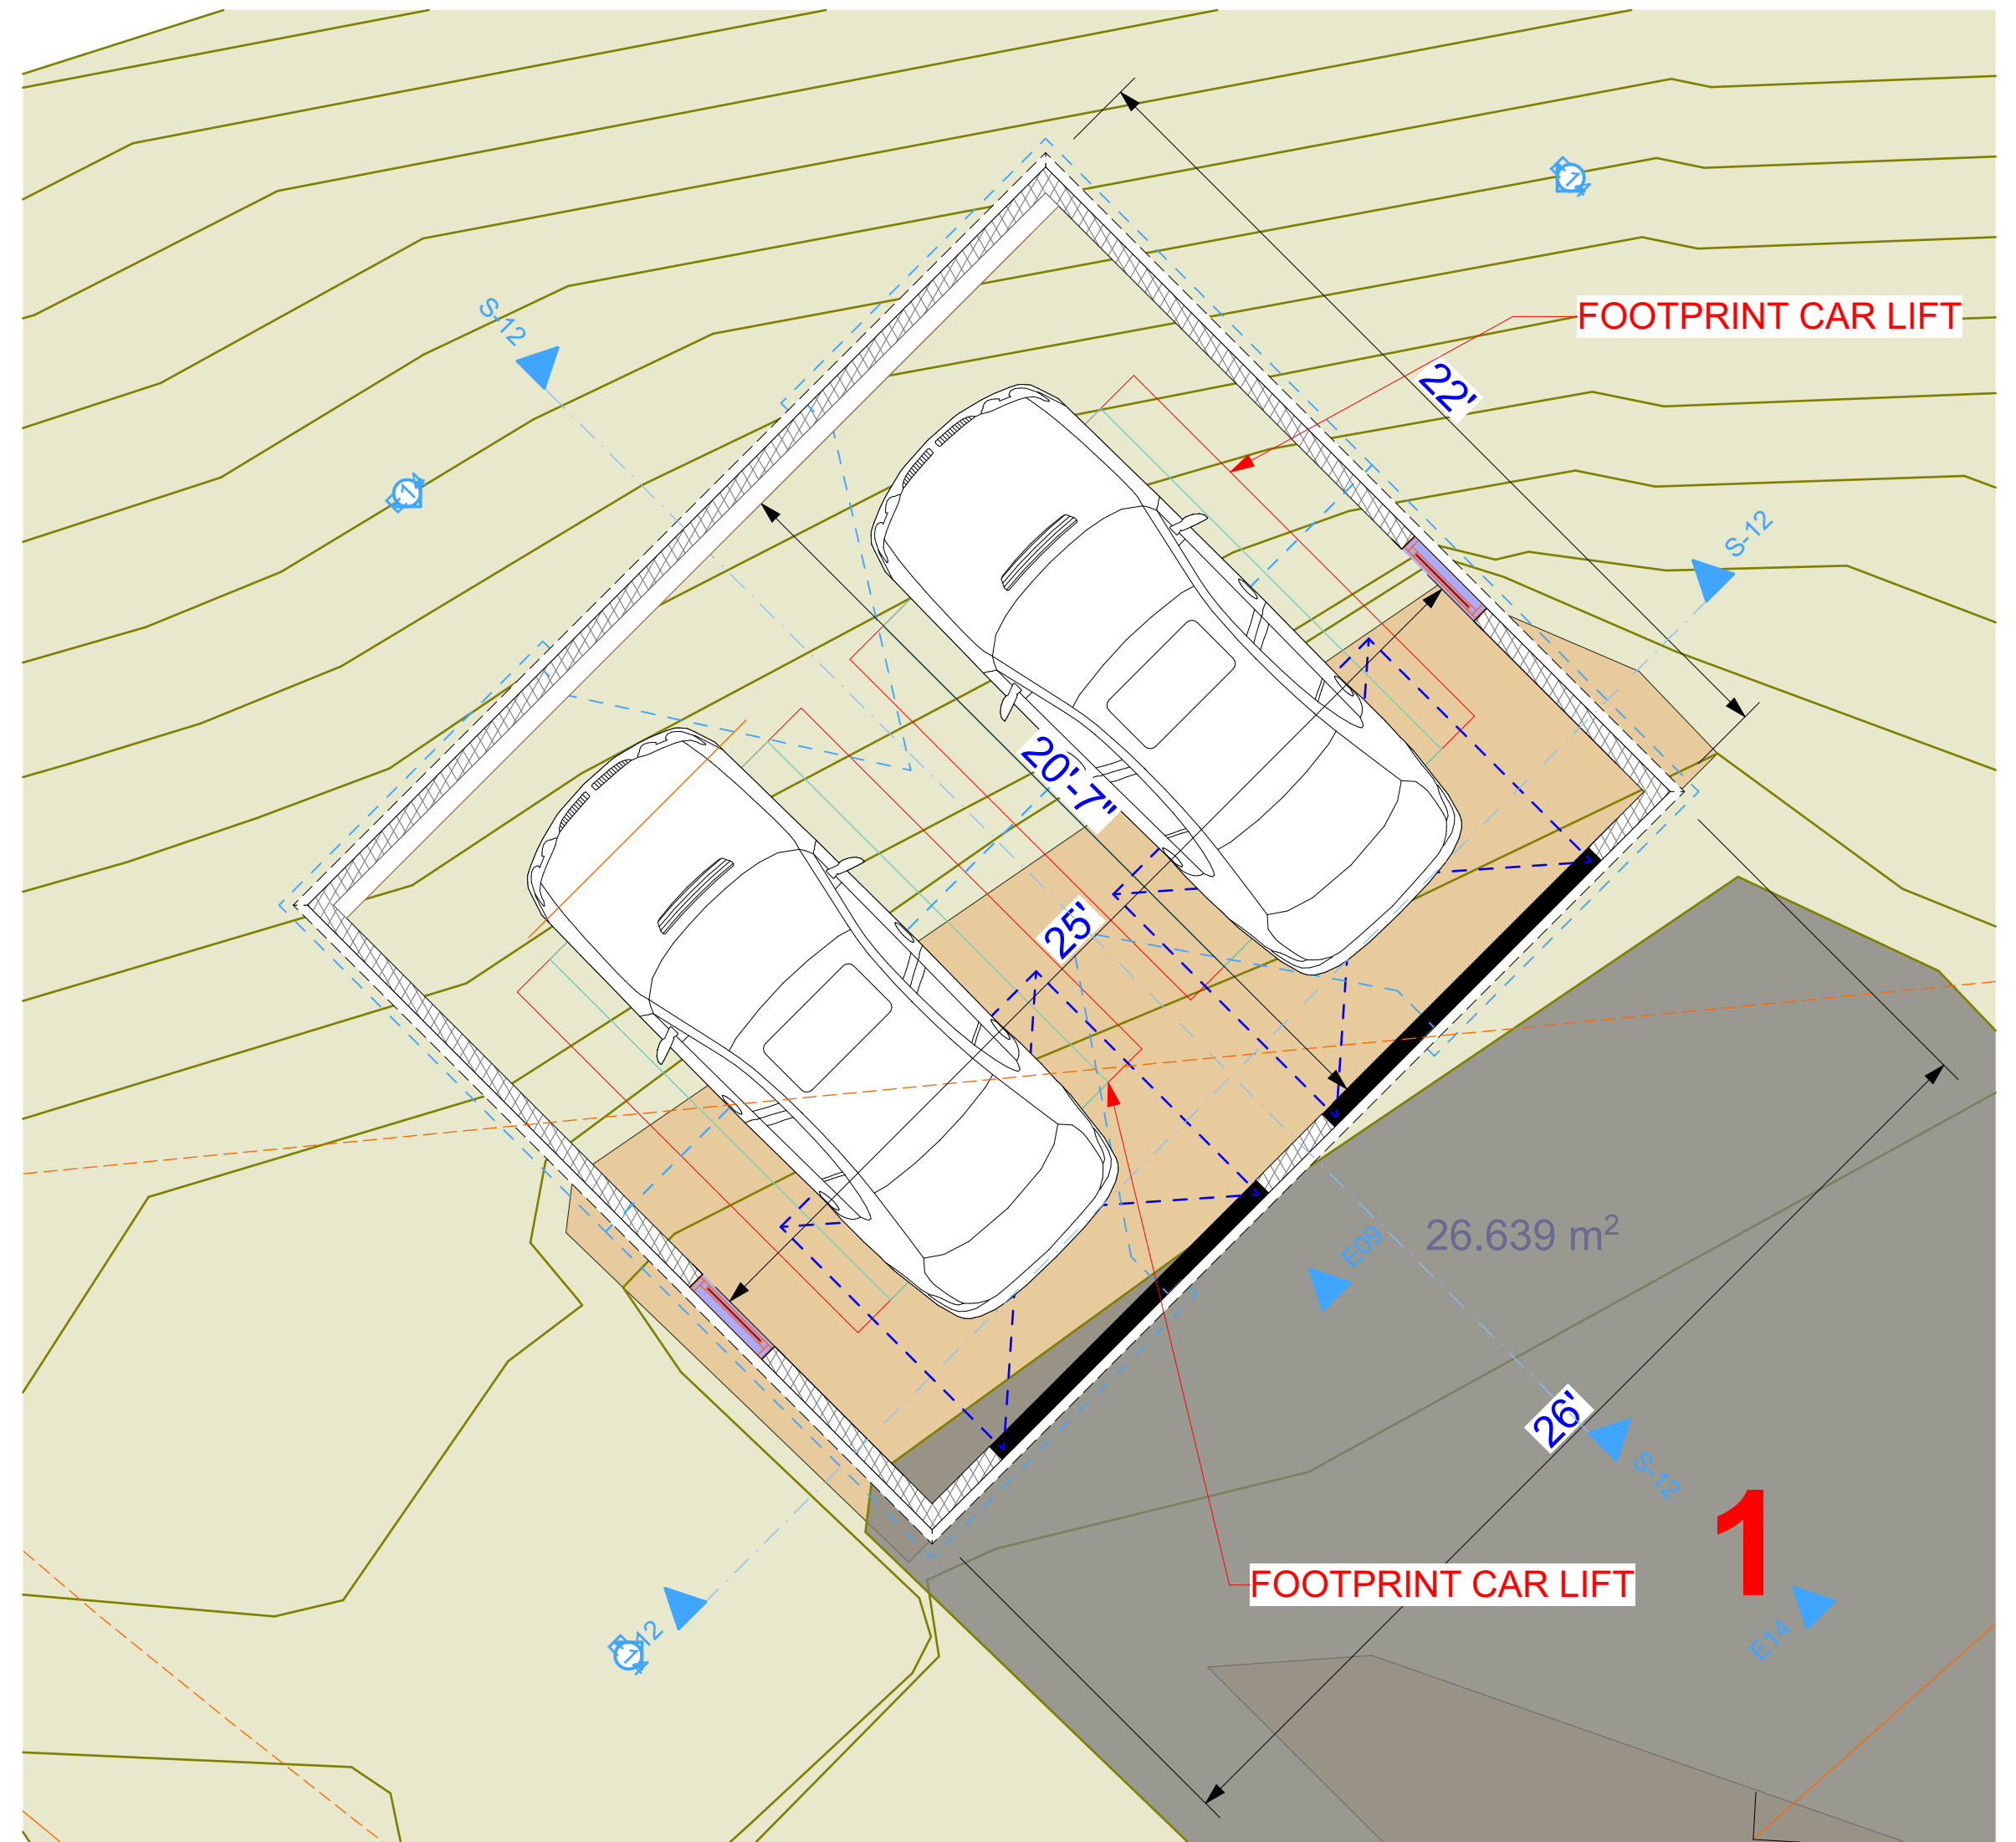 S-12
FOOTPRINT CAR LIFT
22'
S-12
20'-7"
25'
26.639 m²
E09
26'
S-12
1
FOOTPRINT CAR LIFT
E14